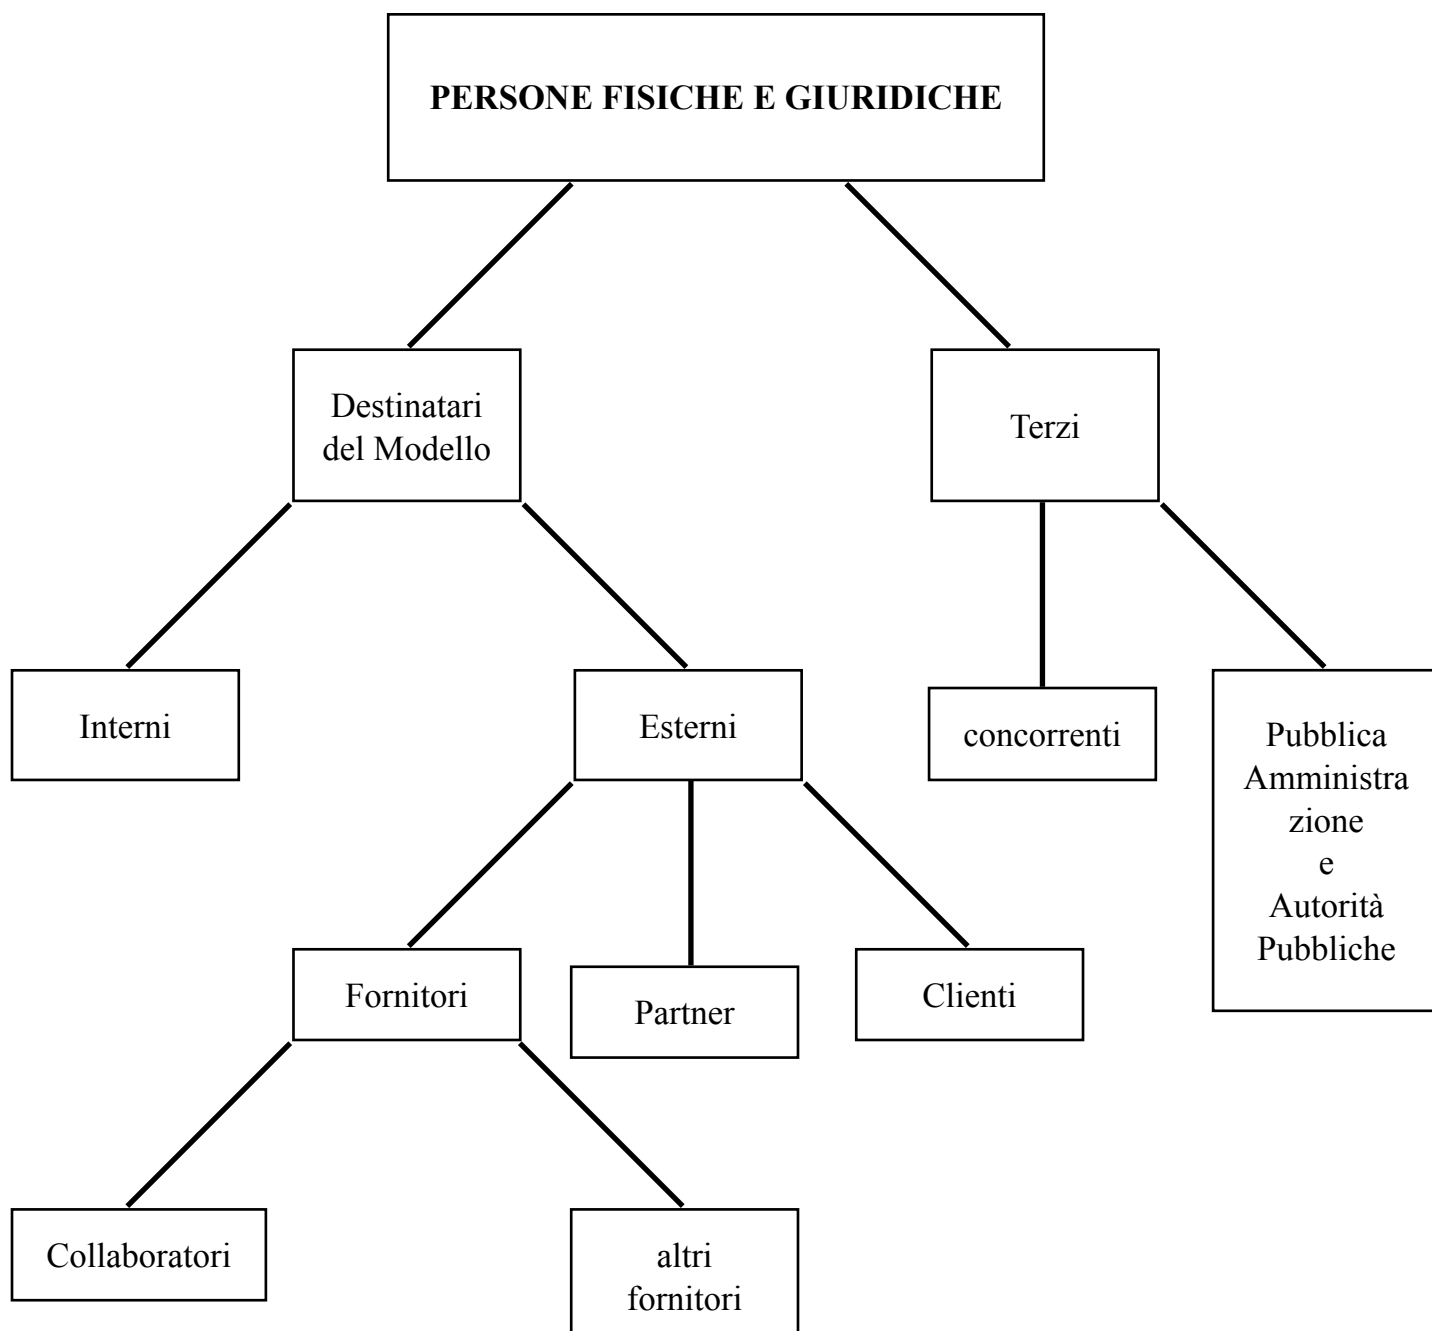 PERSONE FISICHE E GIURIDICHE
Destinatari
del Modello
Terzi
Interni
Esterni
concorrenti
Pubblica
Amministra
zione
e
Autorità
Pubbliche
Fornitori
Partner
Clienti
Collaboratori
altri
fornitori